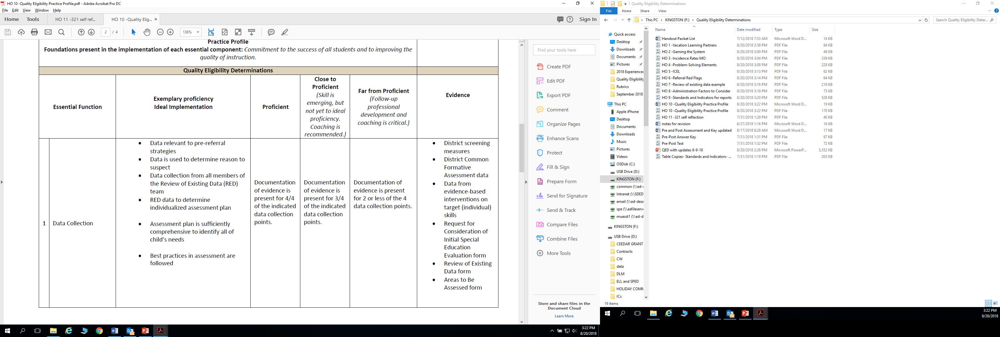 HO 10 -Quality Eligibility Practice Profile.pdf - Adobe Acrobat Pro DC
File Edit View Window Help
Home Tools HO 11 -321 self ref... HO 10 -Quality Elig... × Sign In
2 / 4 136%
Practice Profile
Foundations present in the implementation of each essential component: Commitment to the success of all students and to improving the
quality of instruction.
Quality Eligibility Determinations
Essential Function
Exemplary proficiency
Ideal Implementation
Proficient
Close to
Proficient
(Skill is
emerging, but
not yet to ideal
proficiency.
Coaching is
recommended.)
Far from Proficient
(Follow-up
professional
development and
coaching is critical.)
Evidence
1 Data Collection
• Data relevant to pre-referral
strategies
• Data is used to determine reason to
suspect
• Data collection from all members of
the Review of Existing Data (RED)
team
• RED data to determine
individualized assessment plan
• Assessment plan is sufficiently
comprehensive to identify all of
child's needs
• Best practices in assessment are
followed
Documentation
of evidence is
present for 4/4
of the indicated
data collection
points.
Documentation
of evidence is
present for 3/4
of the indicated
data collection
points.
Documentation of
evidence is present
for 2 or less of the 4
data collection points.
• District screening
measures
• District Common
Formative
Assessment data
• Data from
evidence-based
interventions on
target (individual)
skills
• Request for
Consideration of
Initial Special
Education
Evaluation form
• Review of Existing
Data form
• Areas to Be
Assessed form
Find your tools here
Create PDF
Edit PDF
Export PDF
Comment
Organize Pages
Enhance Scans
Protect
Fill & Sign
Prepare Form
Send for Signature
Send & Track
Compare Files
Combine Files
More Tools
Store and share files in the
Document Cloud
Learn More
3:22 PM
8/20/2018
Quality Eligibility Determinations
File Home Share View
This PC > KINGSTON (F:) > Quality Eligibility Determinations
Search Quality Eligibility Deter...
Quick access
Desktop
Downloads
Documents
Pictures
2018 Experienced
Quality Eligibility
Rubrics
September 2018
This PC
Apple iPhone
Desktop
Documents
Downloads
Music
Pictures
Videos
OSDisk (C:)
USB Drive (D:)
KINGSTON (F:)
common (\\ed-
Intranet (\\SDED
email (\\ed-dese
spe (\\aafileserv
muesst1 (\\ed-d
KINGSTON (F:)
USB Drive (D:)
CEEDAR GRANT
Contracts
CW
data
DLM
ELL and SPED
HOLIDAY COMM
ICs
Name Date modified Type Size
Handout Packet List 7/12/2018 7:53 AM Microsoft Word D... 14 KB
HO 1 -Vacation Learning Partners 8/20/2018 2:58 PM PDF File 84 KB
HO 2 -Gaming the System 8/20/2018 3:00 PM PDF File 48 KB
HO 3 -Incidence Rates MO 8/20/2018 3:04 PM PDF File 339 KB
HO 4 -Problem-Solving Elements 8/20/2018 3:08 PM PDF File 228 KB
HO 5 -ICEL 8/20/2018 3:13 PM PDF File 62 KB
HO 6 -Referral Red Flags 8/20/2018 3:14 PM PDF File 64 KB
HO 7 -Review of existing data example 8/20/2018 3:16 PM PDF File 216 KB
HO 8 -Administration Factors to Consider 8/20/2018 3:18 PM PDF File 73 KB
HO 9 -Standards and Indicators for reports 8/20/2018 3:20 PM PDF File 528 KB
HO 10 -Quality Eligibility Practice Profile 8/20/2018 3:22 PM Microsoft Word D... 19 KB
HO 10 -Quality Eligibility Practice Profile 8/20/2018 3:22 PM PDF File 170 KB
HO 11 -321 self reflection 7/31/2018 1:29 PM PDF File 40 KB
notes for revision 6/27/2018 1:16 PM Microsoft Word D... 16 KB
Pre and Post Assessment and Key updated 8/17/2018 8:28 AM Microsoft Word D... 17 KB
Pre-Post Answer Key 7/31/2018 1:31 PM PDF File 97 KB
Pre-Post Test 7/31/2018 1:32 PM PDF File 72 KB
QED with updates 8-9-18 8/20/2018 2:26 PM Microsoft PowerP... 5,552 KB
Table Copies- Standards and Indicators- ... 7/31/2018 1:19 PM PDF File 203 KB
19 items
3:22 PM
8/20/2018